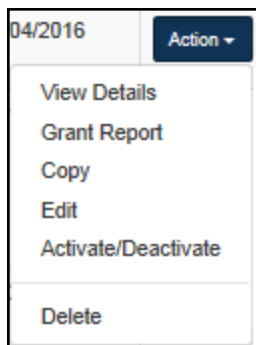 04/2016 Action
View Details
Grant Report
Copy
Edit
Activate/Deactivate
Delete